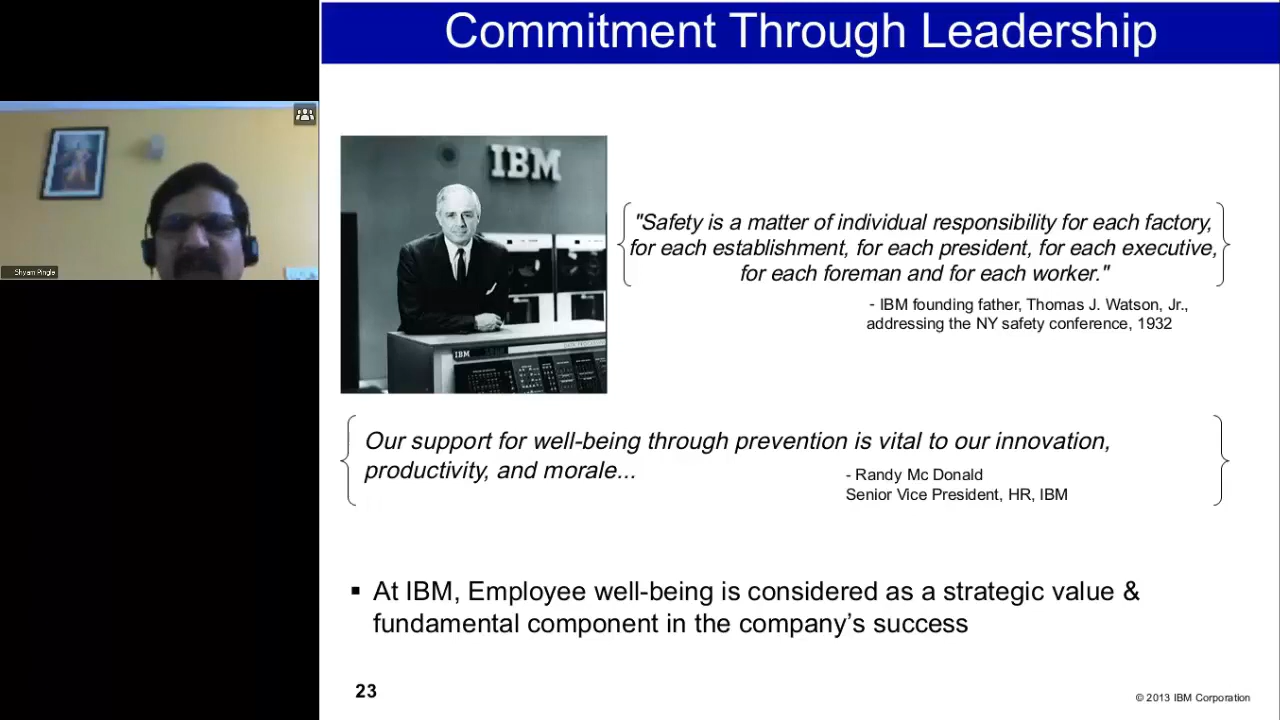 Commitment Through Leadership
Shyam Pingle
IBM
IBM
"Safety is a matter of individual responsibility for each factory,
for each establishment, for each president, for each executive,
for each foreman and for each worker."
- IBM founding father, Thomas J. Watson, Jr.,
addressing the NY safety conference, 1932
Our support for well-being through prevention is vital to our innovation,
productivity, and morale...
- Randy Mc Donald
Senior Vice President, HR, IBM
▪ At IBM, Employee well-being is considered as a strategic value &
fundamental component in the company’s success
23
© 2013 IBM Corporation